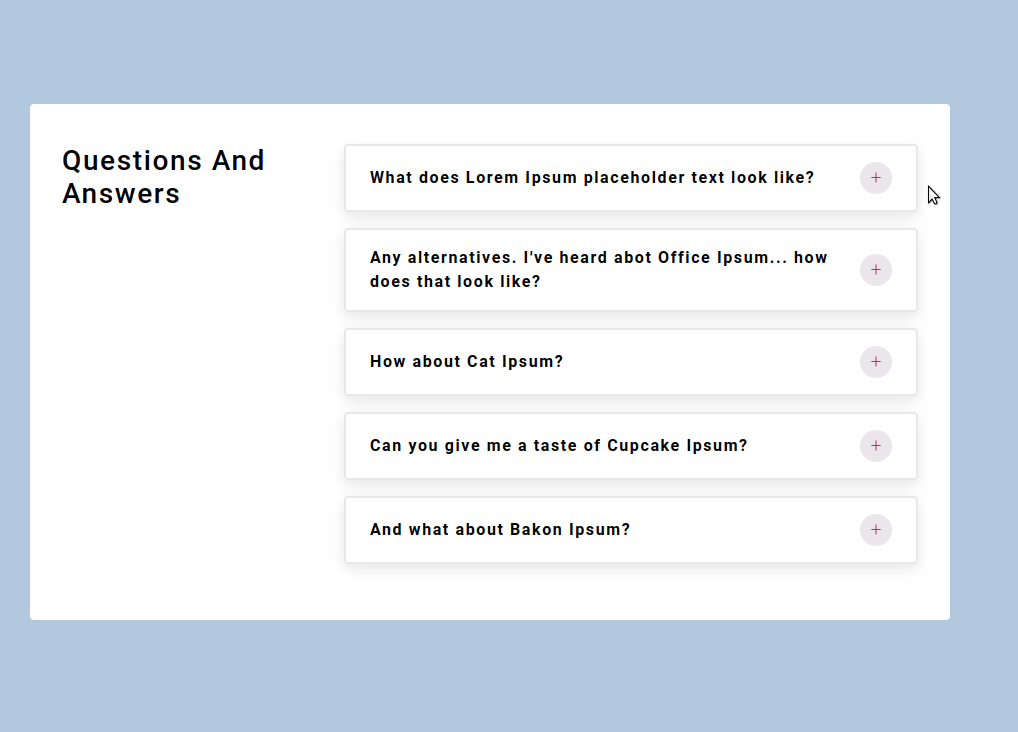 Questions And
Answers
What does Lorem Ipsum placeholder text look like?
+
Any alternatives. I've heard abot Office Ipsum... how
does that look like?
+
How about Cat Ipsum?
+
Can you give me a taste of Cupcake Ipsum?
+
And what about Bakon Ipsum?
+